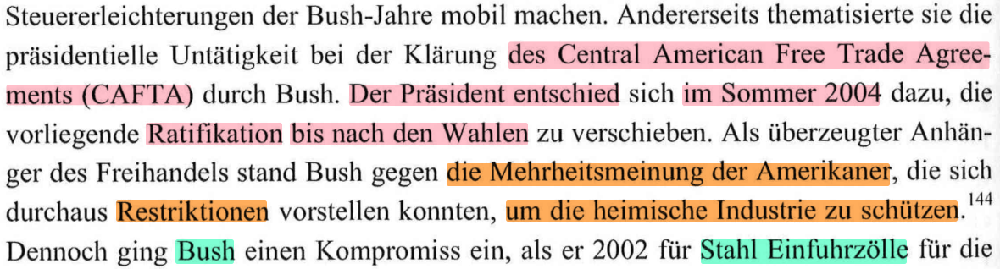 Steuererleichterungen der Bush-Jahre mobil machen. Andererseits thematisierte sie die
präsidentielle Untätigkeit bei der Klärung des Central American Free Trade Agree-
ments (CAFTA) durch Bush. Der Präsident entschied sich im Sommer 2004 dazu, die
vorliegende Ratifikation bis nach den Wahlen zu verschieben. Als überzeugter Anhän-
ger des Freihandels stand Bush gegen die Mehrheitsmeinung der Amerikaner, die sich
durchaus Restriktionen vorstellen konnten, um die heimische Industrie zu schützen.144
Dennoch ging Bush einen Kompromiss ein, als er 2002 für Stahl Einfuhrzölle für die